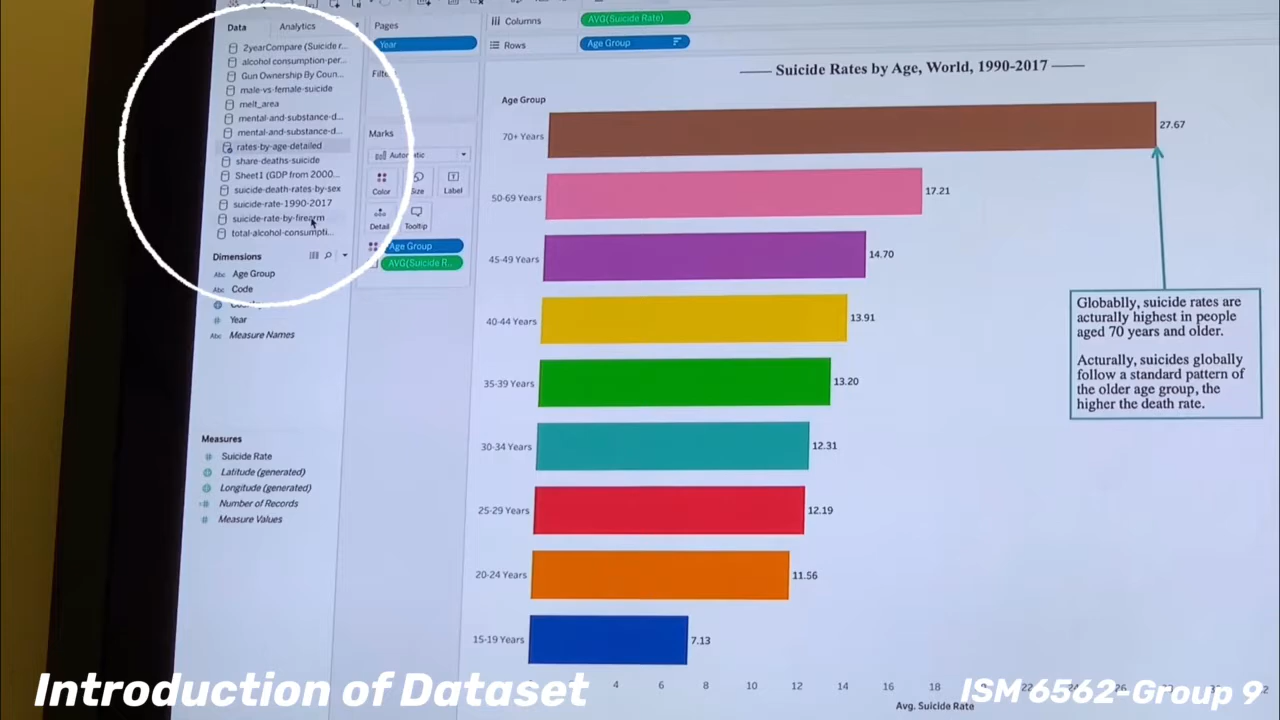 Data
Analytics
2yearCompare (Suicide r...
alcohol consumption-per...
Gun Ownership By Coun...
male-vs-female-suicide
melt_area
mental-and-substance-d...
mental-and-substance-d...
rates-by-age-detailed
share-deaths-suicide
Sheet1 (GDP from 2000...
suicide-death-rates-by-sex
suicide-rate-1990-2017
suicide-rate-by-firearm
total-alcohol-consumpti...
Dimensions
Abc Age Group
Abc Code
# Year
Abc Measure Names
Measures
# Suicide Rate
Latitude (generated)
Longitude (generated)
Number of Records
# Measure Values
Pages
Year
Marks
Automatic
Color
Size
Label
Detail
Tooltip
Age Group
AVG(Suicide R..
Columns
AVG(Suicide Rate)
Rows
Age Group
Suicide Rates by Age, World, 1990-2017
Age Group
70+ Years
27.67
50-69 Years
17.21
45-49 Years
14.70
40-44 Years
13.91
35-39 Years
13.20
30-34 Years
12.31
25-29 Years
12.19
20-24 Years
11.56
15-19 Years
7.13
Globablly, suicide rates are
acturally highest in people
aged 70 years and older.
Acturally, suicides globally
follow a standard pattern of
the older age group, the
higher the death rate.
4 6 8 10 12 14 16 18
Avg. Suicide Rate
Introduction of Dataset
ISM 6562-Group 9